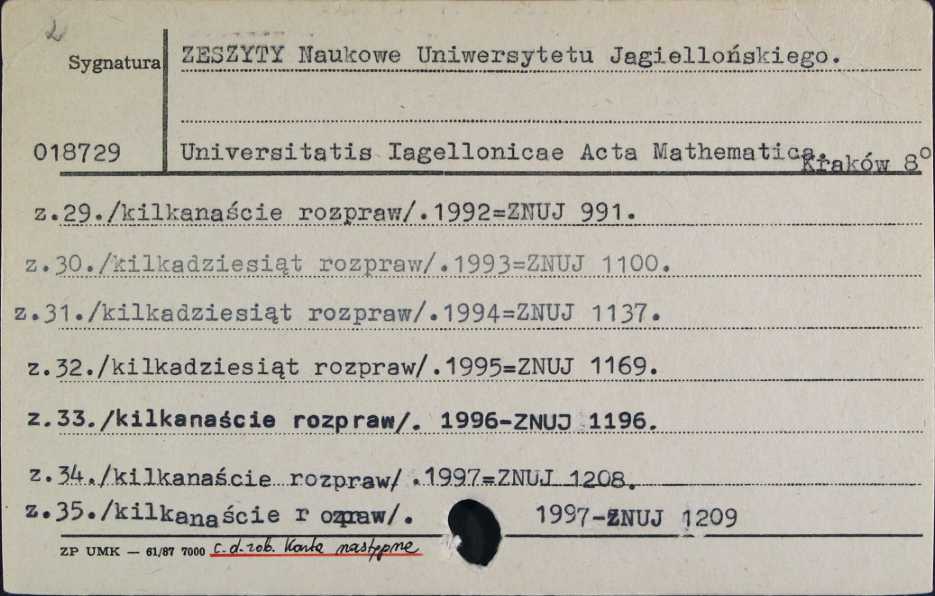 2
Sygnatura ZESZYTY Naukowe Uniwersytetu Jagiellońskiego.
018729 Universitatis Iagellonicae Acta Mathematica.
Kraków 8°
z.29./kilkanaście rozpraw/.1992=ZNUJ 991.
z.30./kilkadziesiąt rozpraw/.1993=ZNUJ 1100.
z.31./kilkadziesiąt rozpraw/.1994=ZNUJ 1137.
z.32./kilkadziesiąt rozpraw/.1995=ZNUJ 1169.
z.33./kilkanaście rozpraw/. 1996-ZNUJ 1196.
z.34./kilkanaście rozpraw/ .1997=ZNUJ 1208.
z.35./kilkanaście rozpraw/. 1997-ZNUJ 1209
ZP UMK — 61/87 7000 c.d. zob. Karta następne